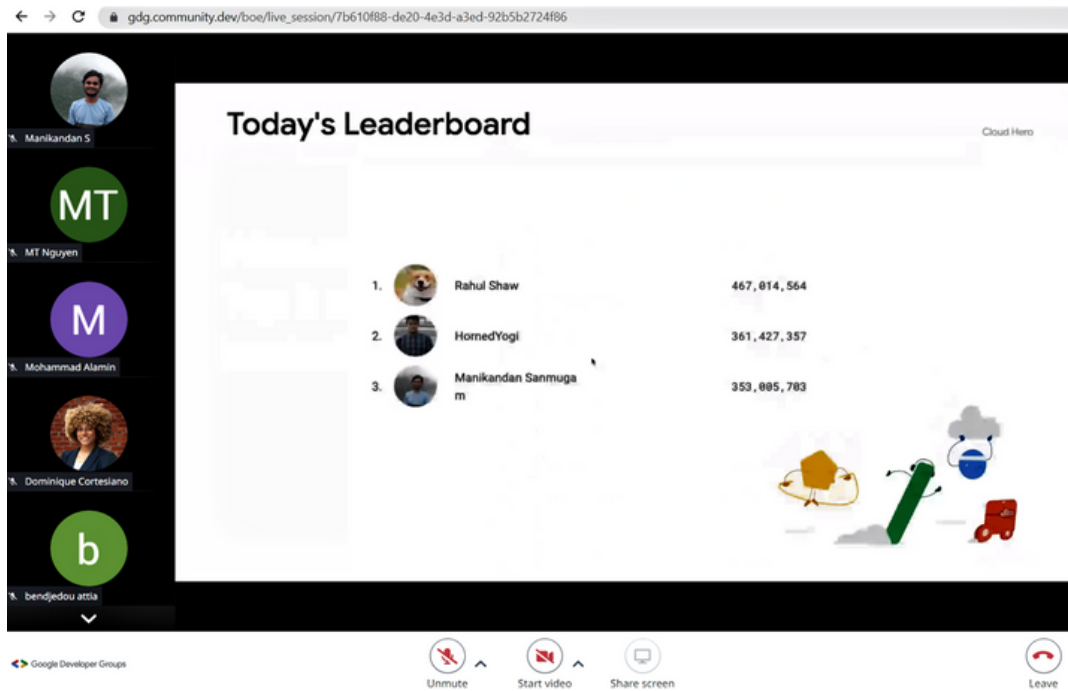 gdg.community.dev/boe/live_session/7b610f88-de20-4e3d-a3ed-92b5b2724f86
Manikandan S
MT
MT Nguyen
M
Mohammad Alamin
Dominique Cortesiano
b
bendjedou attia
Today's Leaderboard
Cloud Hero
1. Rahul Shaw 467,014,564
2. HornedYogi 361,427,357
3. Manikandan Sanmuga
m
353,005,703
Google Developer Groups
Unmute
Start video
Share screen
Leave